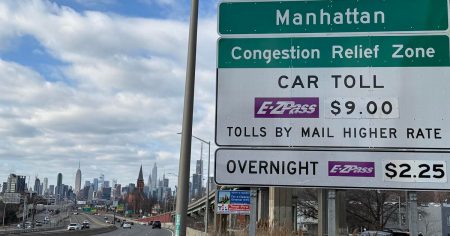 Manhattan
Congestion Relief Zone
CAR TOLL
E-ZPass $9.00
TOLLS BY MAIL HIGHER RATE
OVERNIGHT E-ZPass $2.25